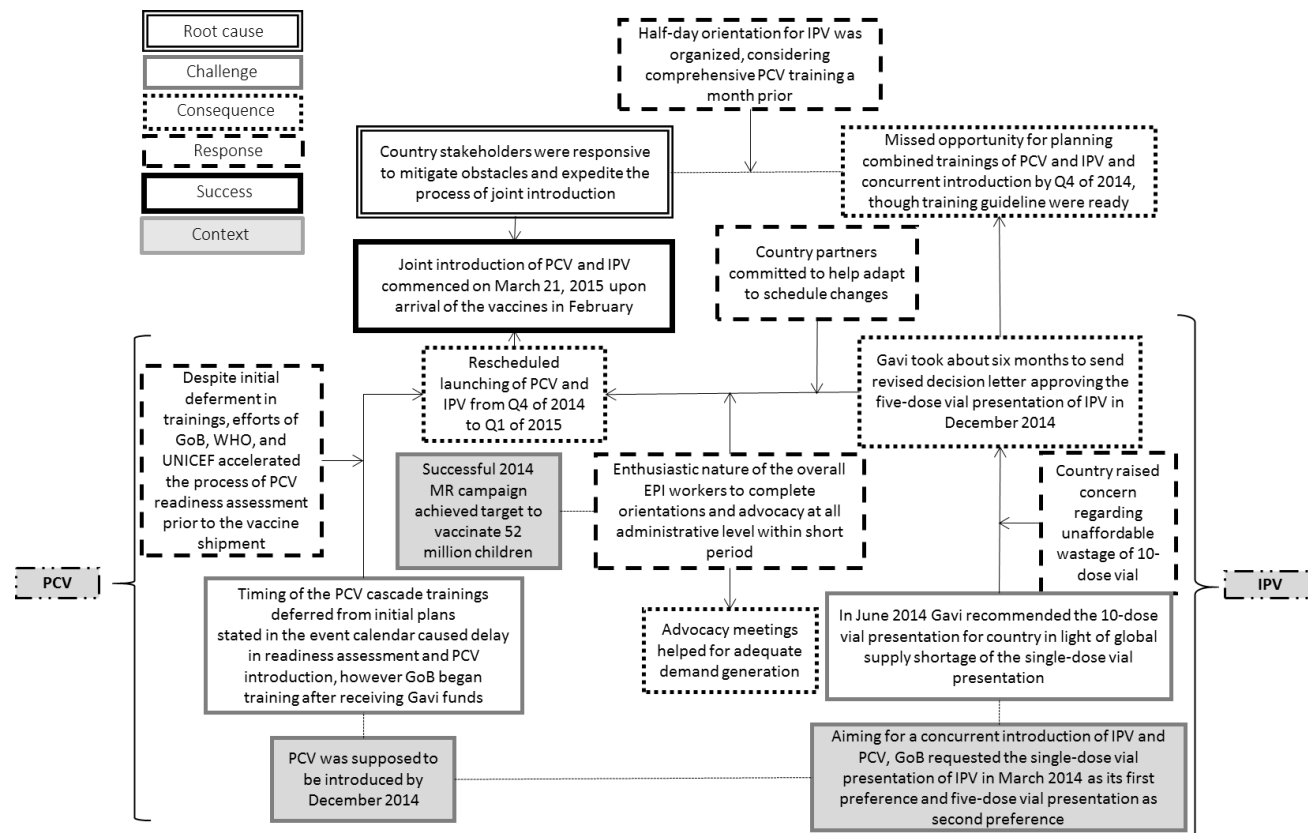 Root cause
Challenge
Consequence
Response
Success
Context
Half-day orientation for IPV was
organized, considering
comprehensive PCV training a
month prior
Country stakeholders were responsive
to mitigate obstacles and expedite the
process of joint introduction
Missed opportunity for planning
combined trainings of PCV and IPV and
concurrent introduction by Q4 of 2014,
though training guideline were ready
Joint introduction of PCV and IPV
commenced on March 21, 2015 upon
arrival of the vaccines in February
Country partners
committed to help adapt
to schedule changes
Despite initial
deferment in
trainings, efforts of
GoB, WHO, and
UNICEF accelerated
the process of PCV
readiness assessment
prior to the vaccine
shipment
Rescheduled
launching of PCV and
IPV from Q4 of 2014
to Q1 of 2015
Gavi took about six months to send
revised decision letter approving the
five-dose vial presentation of IPV in
December 2014
Successful 2014
MR campaign
achieved target to
vaccinate 52
million children
Enthusiastic nature of the overall
EPI workers to complete
orientations and advocacy at all
administrative level within short
period
Country raised
concern
regarding
unaffordable
wastage of 10-
dose vial
PCV
IPV
Timing of the PCV cascade trainings
deferred from initial plans
stated in the event calendar caused delay
in readiness assessment and PCV
introduction, however GoB began
training after receiving Gavi funds
Advocacy meetings
helped for adequate
demand generation
In June 2014 Gavi recommended the 10-dose
vial presentation for country in light of global
supply shortage of the single-dose vial
presentation
PCV was supposed to
be introduced by
December 2014
Aiming for a concurrent introduction of IPV and
PCV, GoB requested the single-dose vial
presentation of IPV in March 2014 as its first
preference and five-dose vial presentation as
second preference